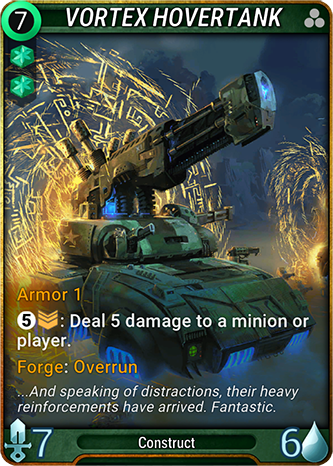 7 VORTEX HOVERTANK
Armor 1
5: Deal 5 damage to a minion or
player.
Forge: Overrun
...And speaking of distractions, their heavy
reinforcements have arrived. Fantastic.
7 Construct 6